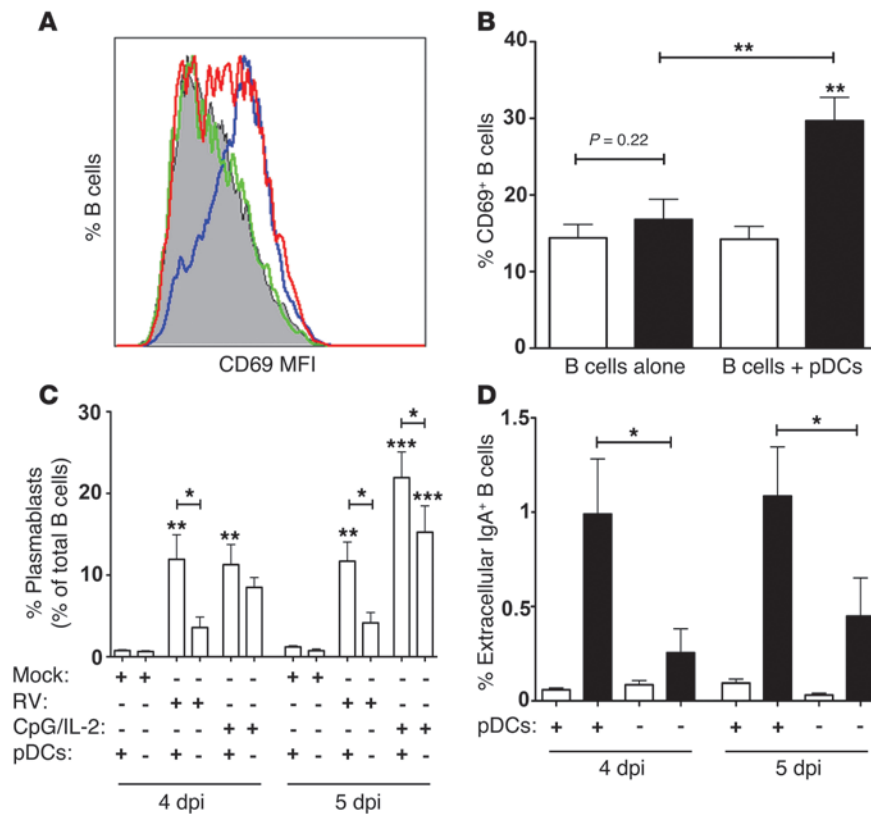 A
% B cells
CD69 MFI
B
% CD69+ B cells
40
30
20
10
0
P = 0.22
**
**
B cells alone
B cells + pDCs
C
% Plasmablasts
(% of total B cells)
30
20
10
0
**
*
**
**
*
***
*
***
Mock: + + - - - - + + - - - -
RV: - - + + - - - - + + - -
CpG/IL-2: - - - - + + - - - - + +
pDCs: + - + - + - + - + - + -
4 dpi
5 dpi
D
% Extracellular IgA+ B cells
1.5
1
0.5
0
*
*
pDCs: + + - - + + - -
4 dpi
5 dpi